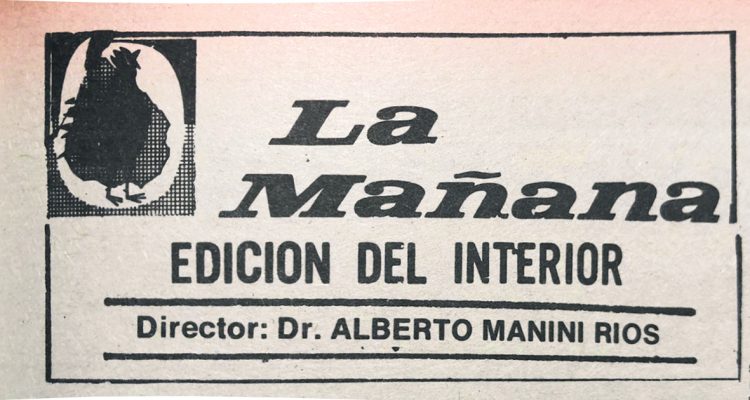 La
Mañana
EDICION DEL INTERIOR
Director: Dr. ALBERTO MANINI RIOS